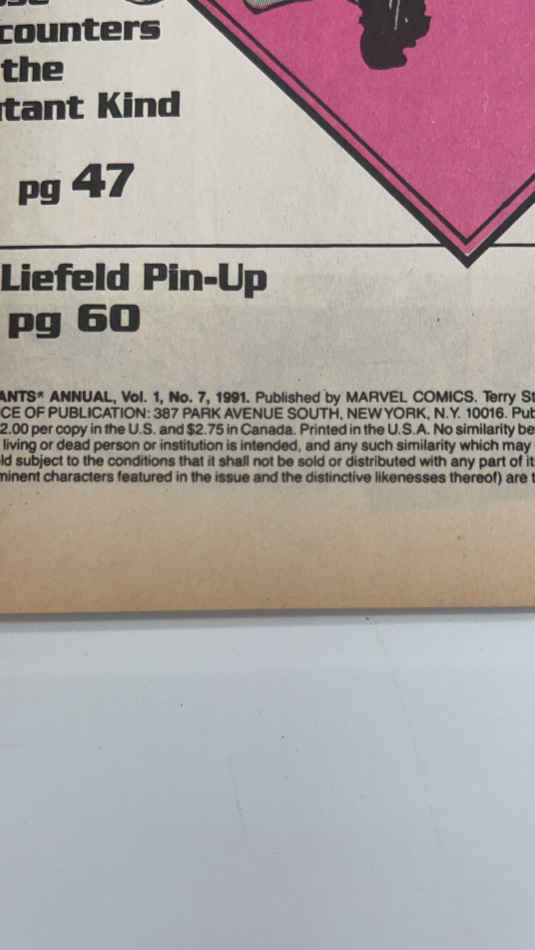 counters
the
tant Kind
pg 47
Liefeld Pin-Up
pg 60
ANTS* ANNUAL, Vol. 1, No. 7, 1991. Published by MARVEL COMICS. Terry St
CE OF PUBLICATION: 387 PARK AVENUE SOUTH, NEW YORK, N.Y. 10016. Pub
2.00 per copy in the U.S. and $2.75 in Canada. Printed in the U.S.A. No similarity be
living or dead person or institution is intended, and any such similarity which may
ld subject to the conditions that it shall not be sold or distributed with any part of it
minent characters featured in the issue and the distinctive likenesses thereof) are t